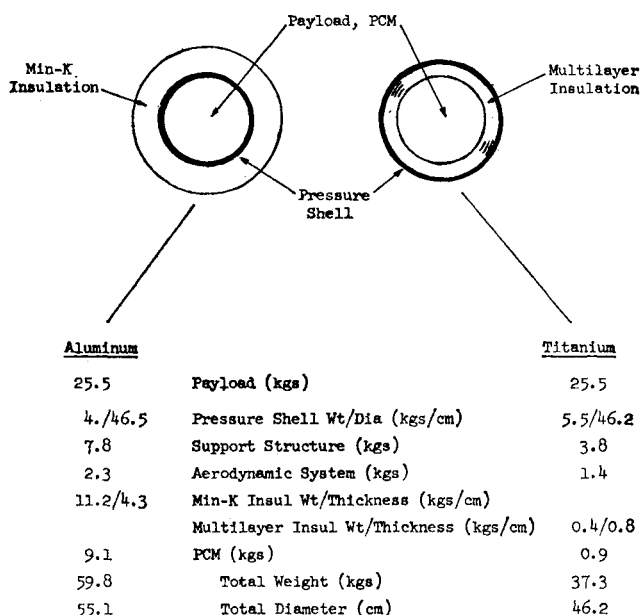 Payload, PCM
Min-K
Insulation
Multilayer
Insulation
Pressure
Shell
Aluminum Titanium
25.5 Payload (kgs) 25.5
4./46.5 Pressure Shell Wt/Dia (kgs/cm) 5.5/46.2
7.8 Support Structure (kgs) 3.8
2.3 Aerodynamic System (kgs) 1.4
11.2/4.3 Min-K Insul Wt/Thickness (kgs/cm)
Multilayer Insul Wt/Thickness (kgs/cm) 0.4/0.8
9.1 PCM (kgs) 0.9
59.8 Total Weight (kgs) 37.3
55.1 Total Diameter (cm) 46.2